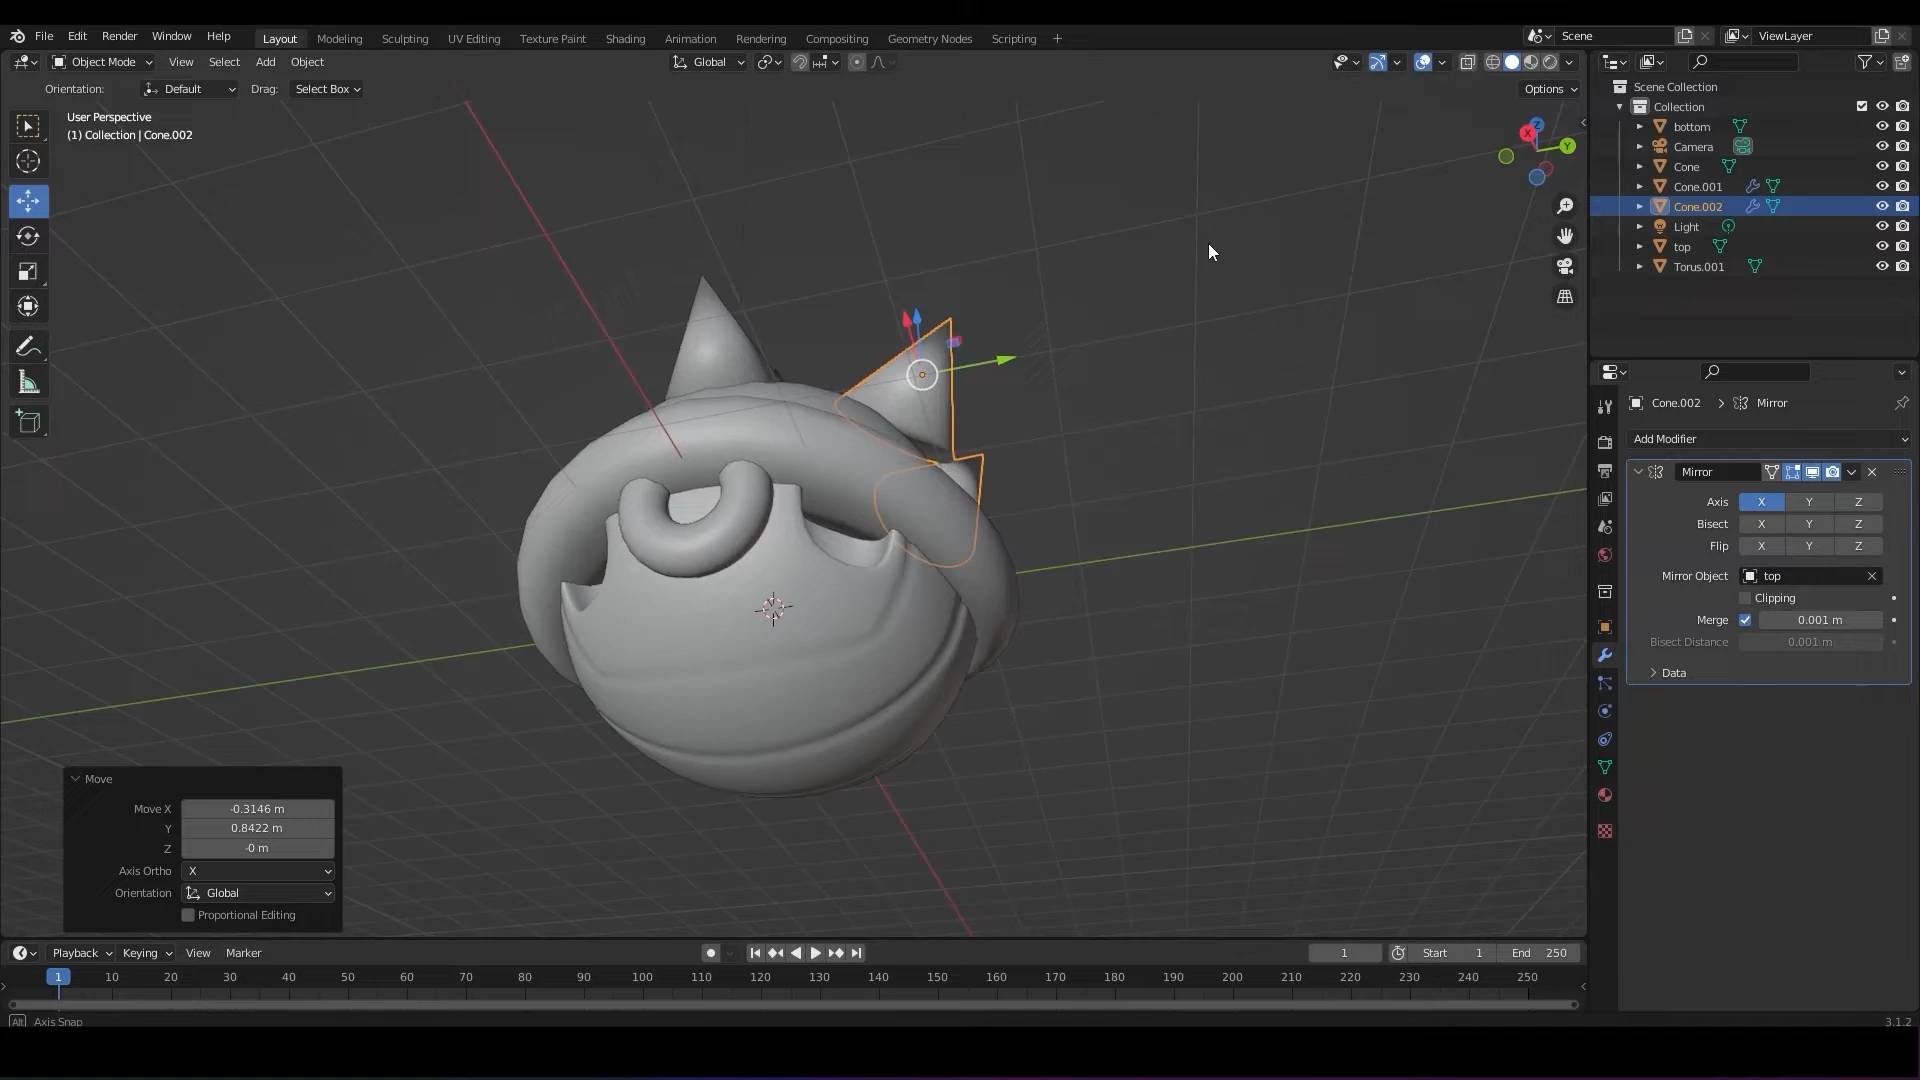 File Edit Render Window Help Layout Modeling Sculpting UV Editing Texture Paint Shading Animation Rendering Compositing Geometry Nodes Scripting + Scene ViewLayer
Object Mode View Select Add Object Global
Orientation: Default Drag: Select Box Options
User Perspective
(1) Collection | Cone.002
Z
X
Y
Scene Collection
Collection
bottom
Camera
Cone
Cone.001
Cone.002
Light
top
Torus.001
Cone.002 > Mirror
Add Modifier
Mirror
Axis X Y Z
Bisect X Y Z
Flip X Y Z
Mirror Object top
Clipping
Merge 0.001 m
Bisect Distance 0.001 m
Data
Move
Move X -0.3146 m
Y 0.8422 m
Z -0 m
Axis Ortho X
Orientation Global
Proportional Editing
Playback Keying View Marker 1 Start 1 End 250
1 10 20 30 40 50 60 70 80 90 100 110 120 130 140 150 160 170 180 190 200 210 220 230 240 250
Alt Axis Snap 3.1.2